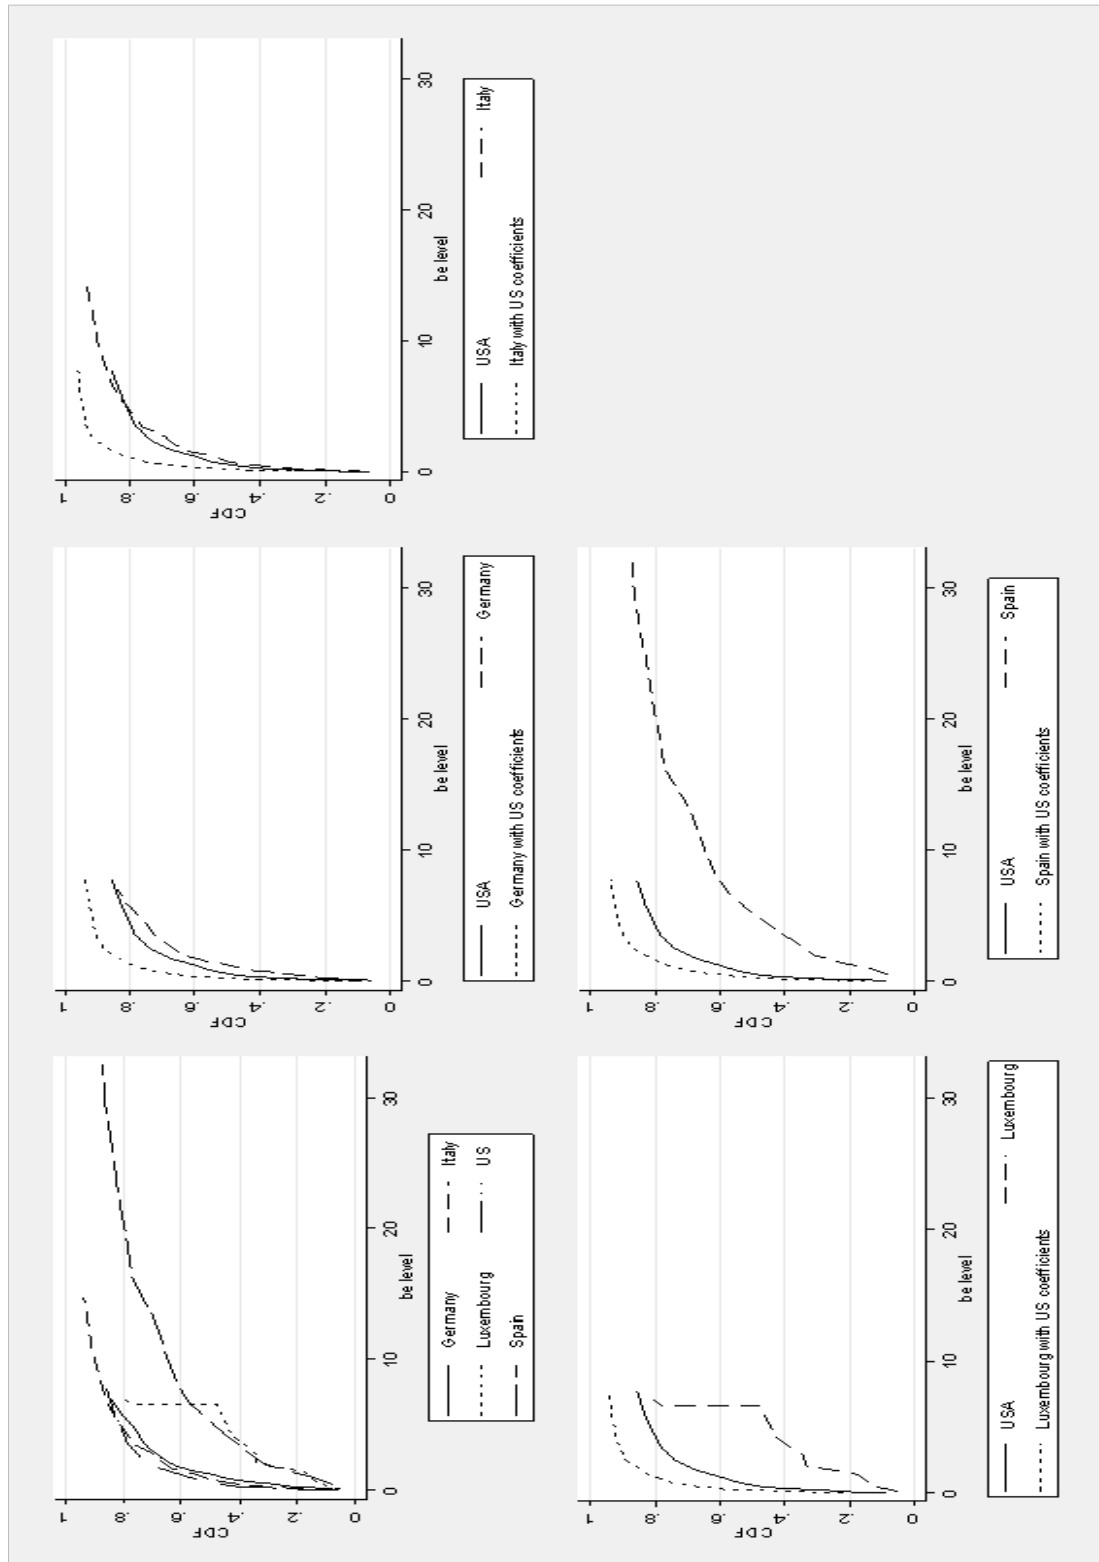 CDF
1
.8
.6
.4
.2
0
0 10 20 30
be level
Germany Italy
Luxembourg US
Spain
CDF
1
.8
.6
.4
.2
0
0 10 20 30
be level
USA Germany
Germany with US coefficients
CDF
1
.8
.6
.4
.2
0
0 10 20 30
be level
USA Italy
Italy with US coefficients
CDF
1
.8
.6
.4
.2
0
0 10 20 30
be level
USA Luxembourg
Luxembourg with US coefficients
CDF
1
.8
.6
.4
.2
0
0 10 20 30
be level
USA Spain
Spain with US coefficients